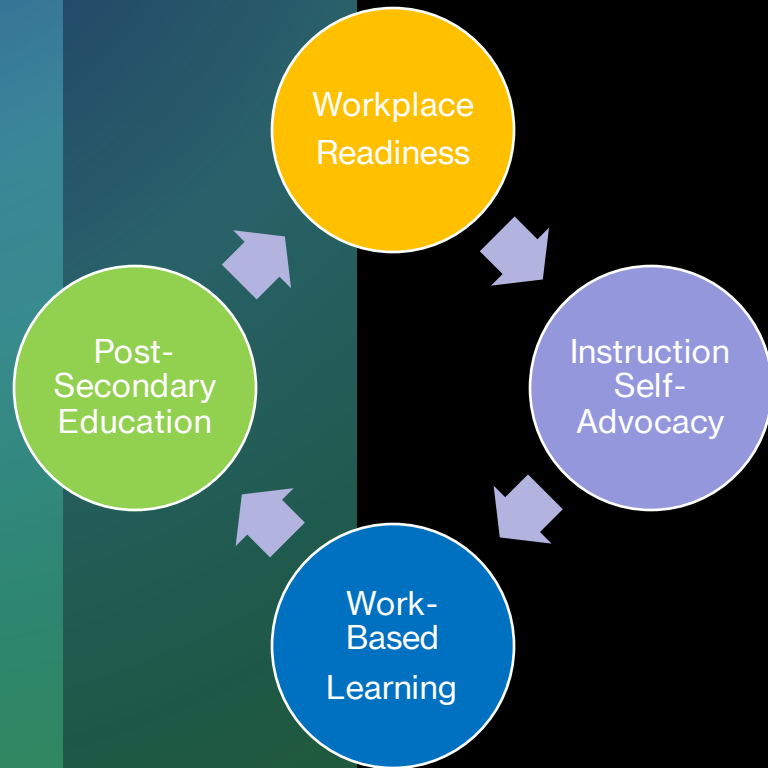 Workplace
Readiness
Instruction
Self-
Advocacy
Work-
Based
Learning
Post-
Secondary
Education